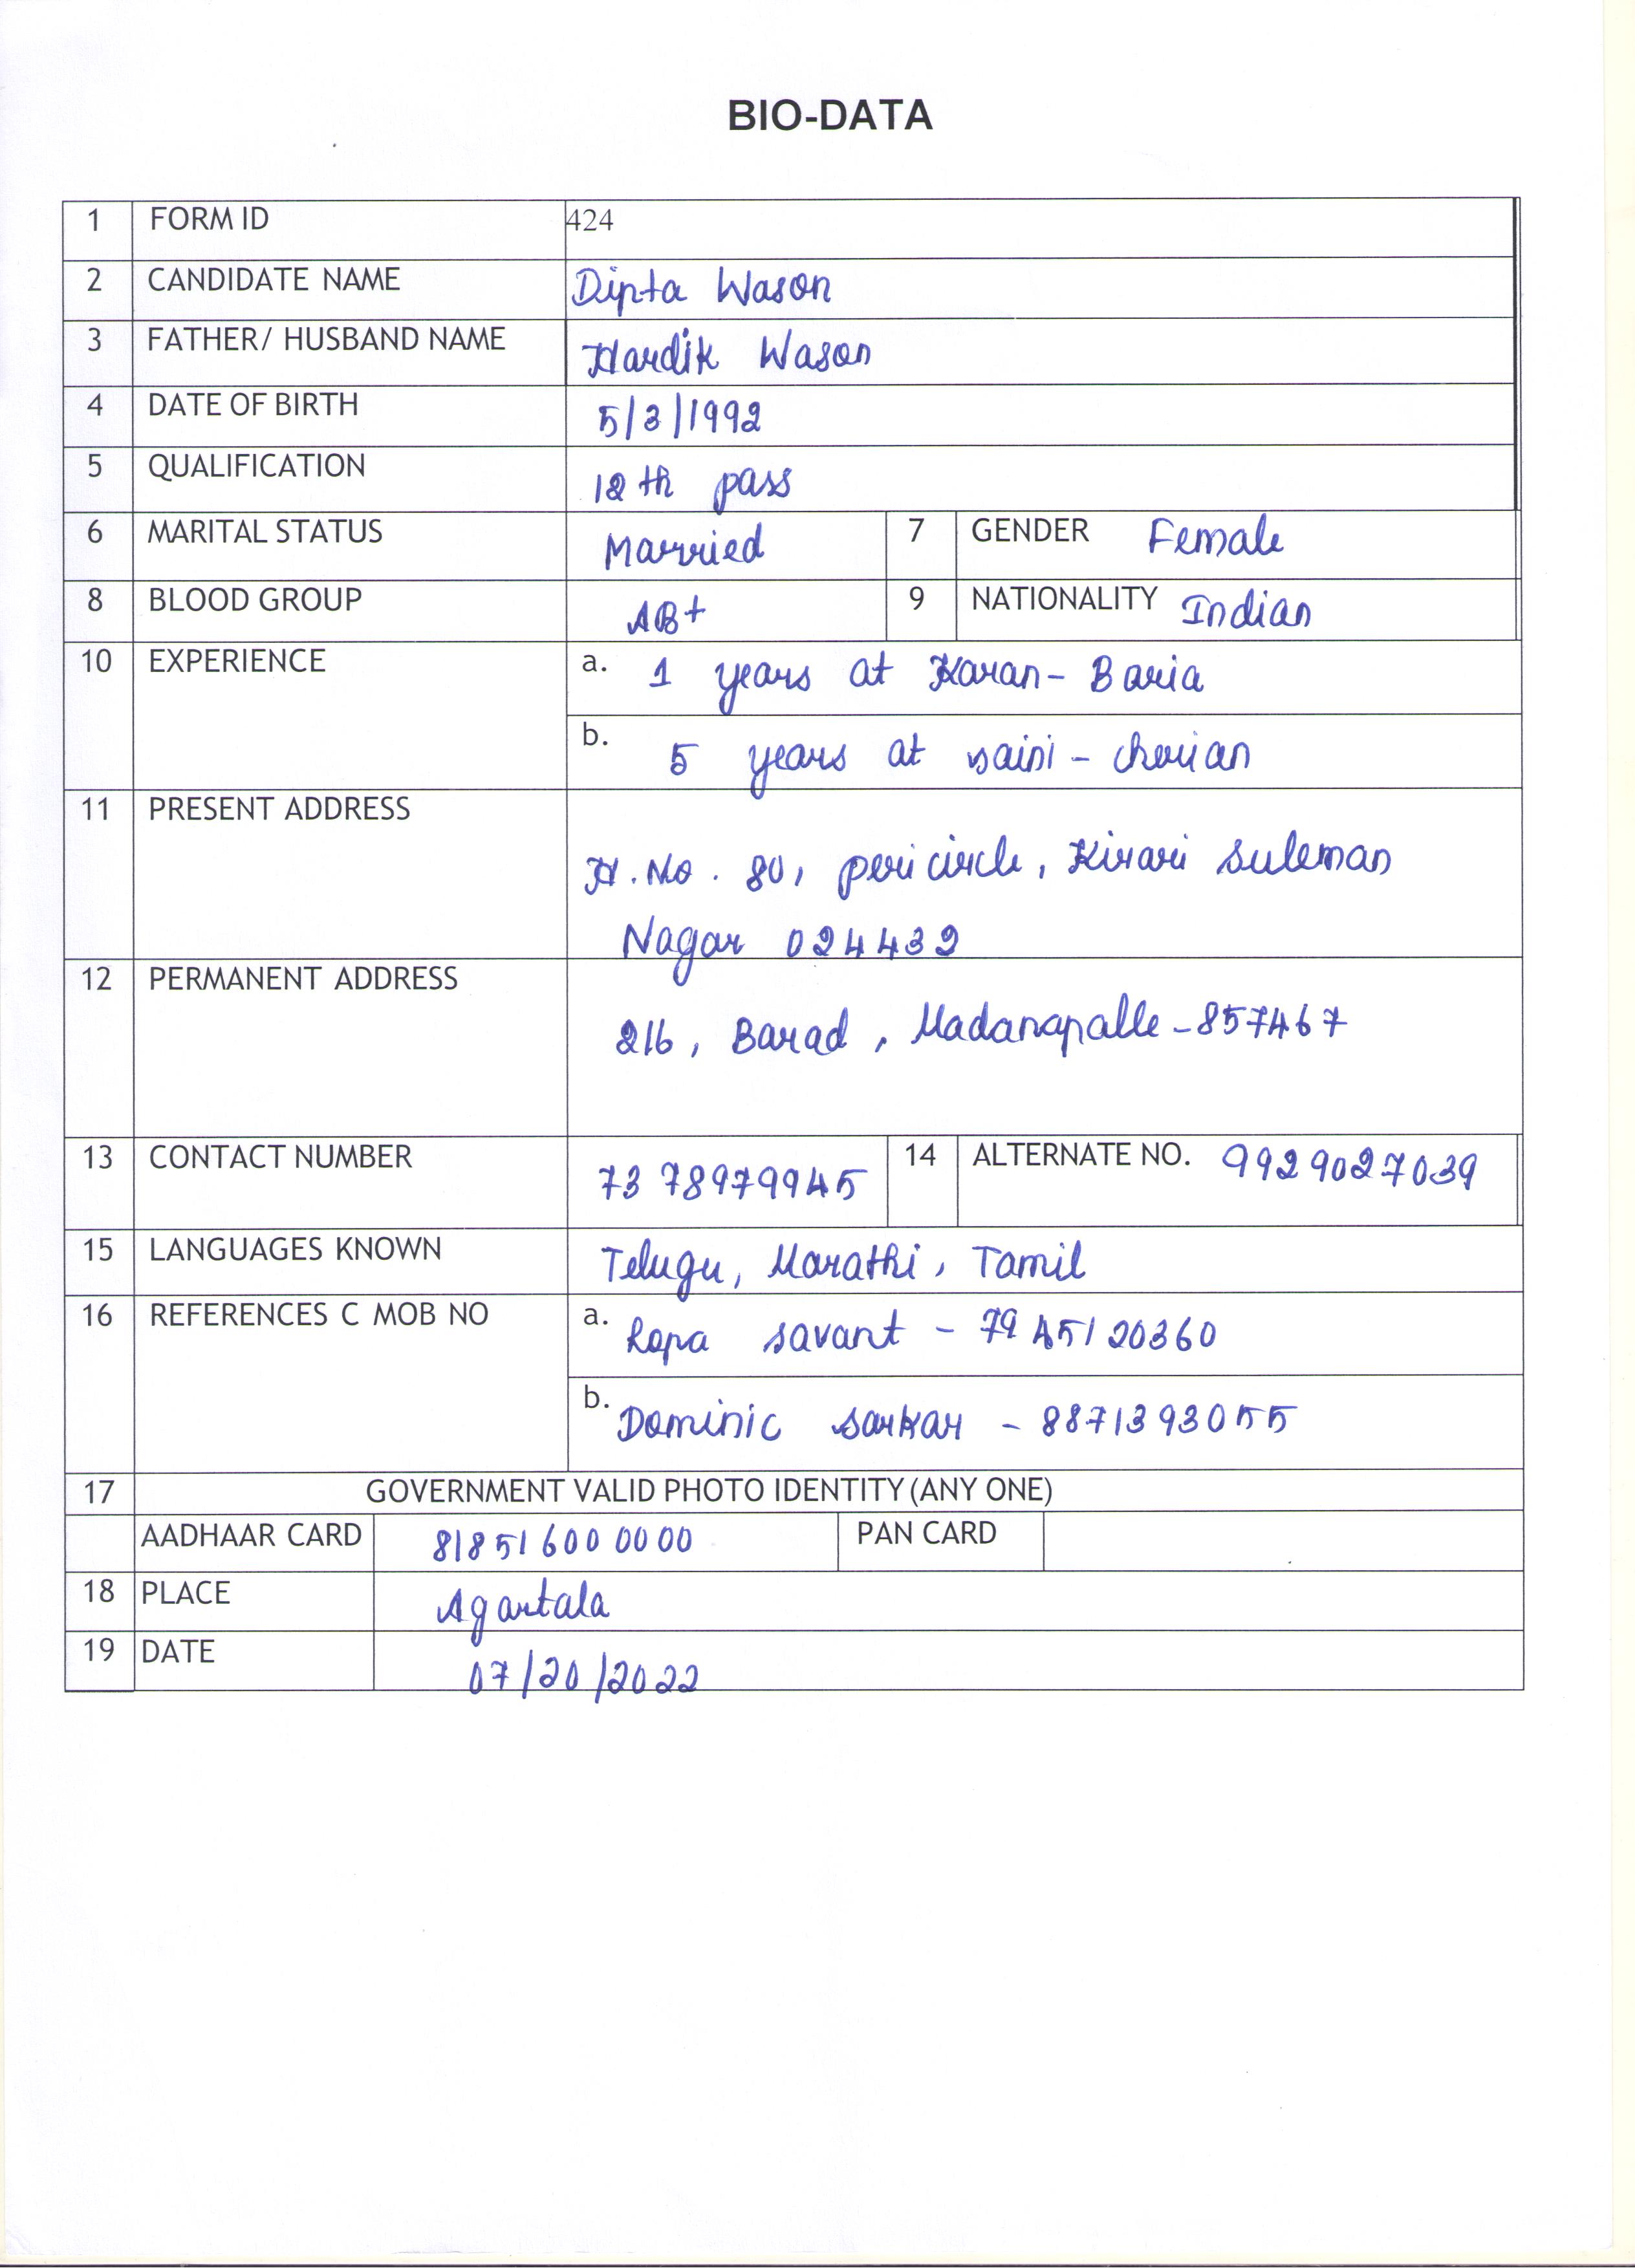 BIO-DATA
1 FORM ID 424
2 CANDIDATE NAME Dipta Wason
3 FATHER/ HUSBAND NAME Hardik Wason
4 DATE OF BIRTH 5/3/1992
5 QUALIFICATION 12th pass
6 MARITAL STATUS Married 7 GENDER Female
8 BLOOD GROUP AB+ 9 NATIONALITY Indian
10 EXPERIENCE a. 1 years at Karan-Baria
b. 5 years at saini-cherian
11 PRESENT ADDRESS
H.No. 80, peri circle, Kirari Suleman
Nagar 024432
12 PERMANENT ADDRESS
216, Barad, Madanapalle-857467
13 CONTACT NUMBER 7378979945 14 ALTERNATE NO. 9929027039
15 LANGUAGES KNOWN Telugu, Marathi, Tamil
16 REFERENCES C MOB NO a. Ropa savant - 7945120360
b. Dominic sarkar - 8871393055
17 GOVERNMENT VALID PHOTO IDENTITY(ANY ONE)
AADHAAR CARD 818516000000 PAN CARD
18 PLACE Agartala
19 DATE 07/20/2022